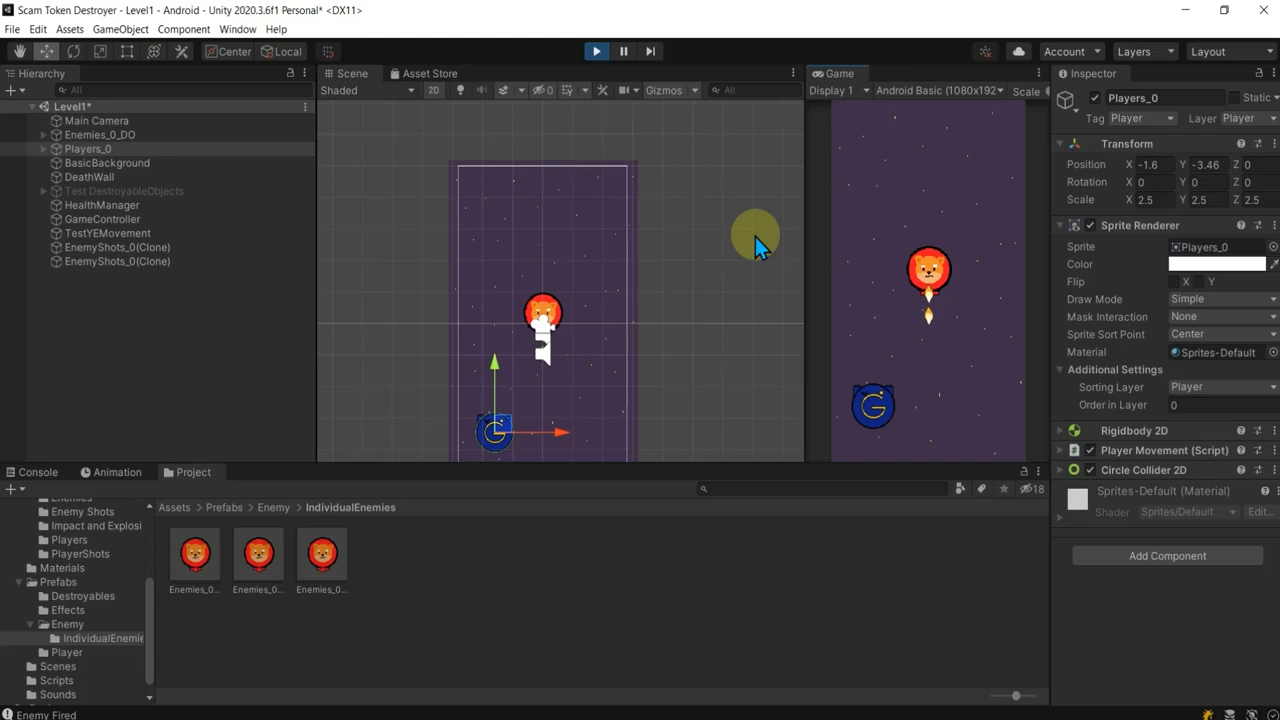 Scam Token Destroyer - Level1 - Android - Unity 2020.3.6f1 Personal* <DX11>
File Edit Assets GameObject Component Window Help
Center Local Account Layers Layout
Hierarchy Scene Asset Store Game Inspector
All Shaded 2D 0 Gizmos All Display 1 Android Basic (1080x192 Scale
Players_0 Static
Level1*
Main Camera
Tag Player Layer Player
Enemies_0_DO
Players_0
Transform
BasicBackground
Position X -1.6 Y -3.46 Z 0
DeathWall
Rotation X 0 Y 0 Z 0
Test DestroyableObjects
Scale X 2.5 Y 2.5 Z 2.5
HealthManager
GameController
Sprite Renderer
TestYEMovement
EnemyShots_0(Clone)
Sprite Players_0
EnemyShots_0(Clone)
Color
Flip X Y
Draw Mode Simple
Mask Interaction None
Sprite Sort Point Center
Material Sprites-Default
Additional Settings
Sorting Layer Player
Order in Layer 0
G
G
Rigidbody 2D
Player Movement (Script)
Circle Collider 2D
Console Animation Project
18
Sprites-Default (Material)
Shader Sprites/Default Edit...
Add Component
Enemies
Assets Prefabs Enemy IndividualEnemies
Enemy Shots
Impact and Explosi
Players
PlayerShots
Materials
Prefabs
Enemies_0... Enemies_0... Enemies_0...
Destroyables
Effects
Enemy
IndividualEnemie
Player
Scenes
Scripts
Sounds
Enemy Fired